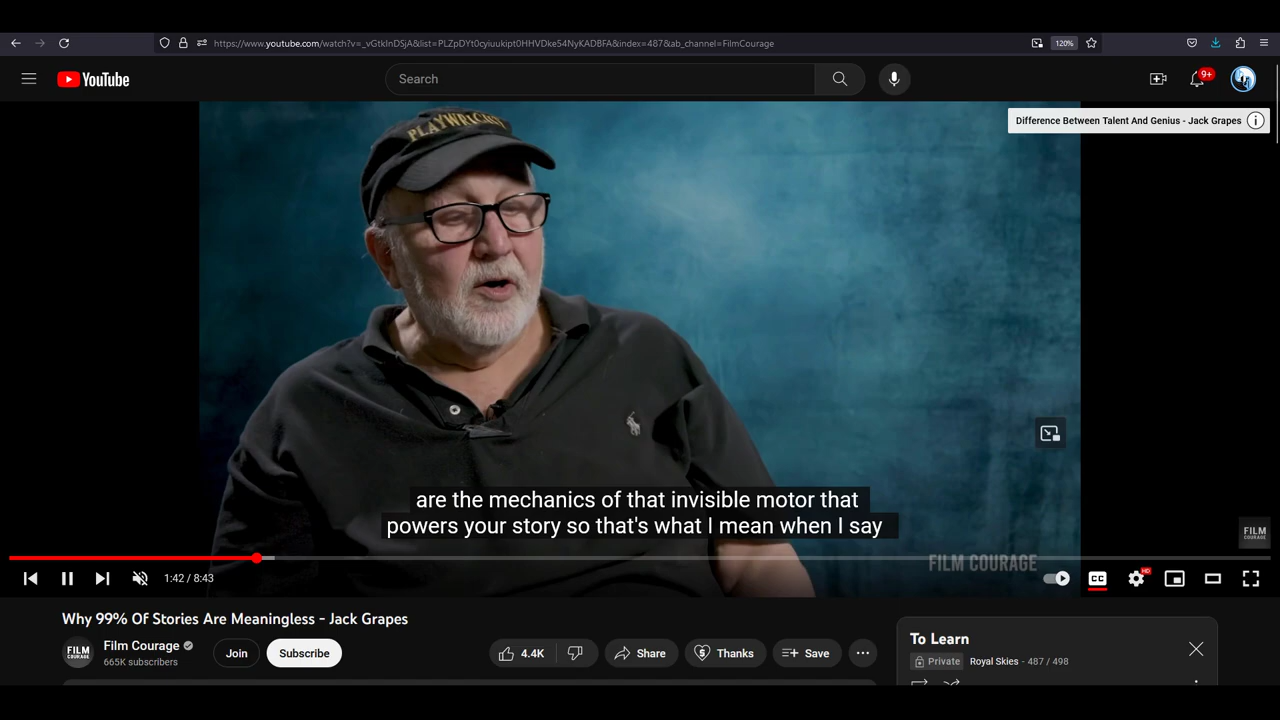 https://www.youtube.com/watch?v=_vGtkInDSjA&list=PLZpDYt0cyiuukipt0HHVDke54NyKADBFA&index=487&ab_channel=FilmCourage
120%
YouTube
Search
9+
Difference Between Talent And Genius - Jack Grapes
PLAYWRIGHT
are the mechanics of that invisible motor that
powers your story so that's what I mean when I say
FILM COURAGE
FILM COURAGE
1:42 / 8:43
CC
HD
Why 99% Of Stories Are Meaningless - Jack Grapes
FILM COURAGE
Film Courage
665K subscribers
Join
Subscribe
4.4K
Share
Thanks
Save
To Learn
Private
Royal Skies - 487 / 498